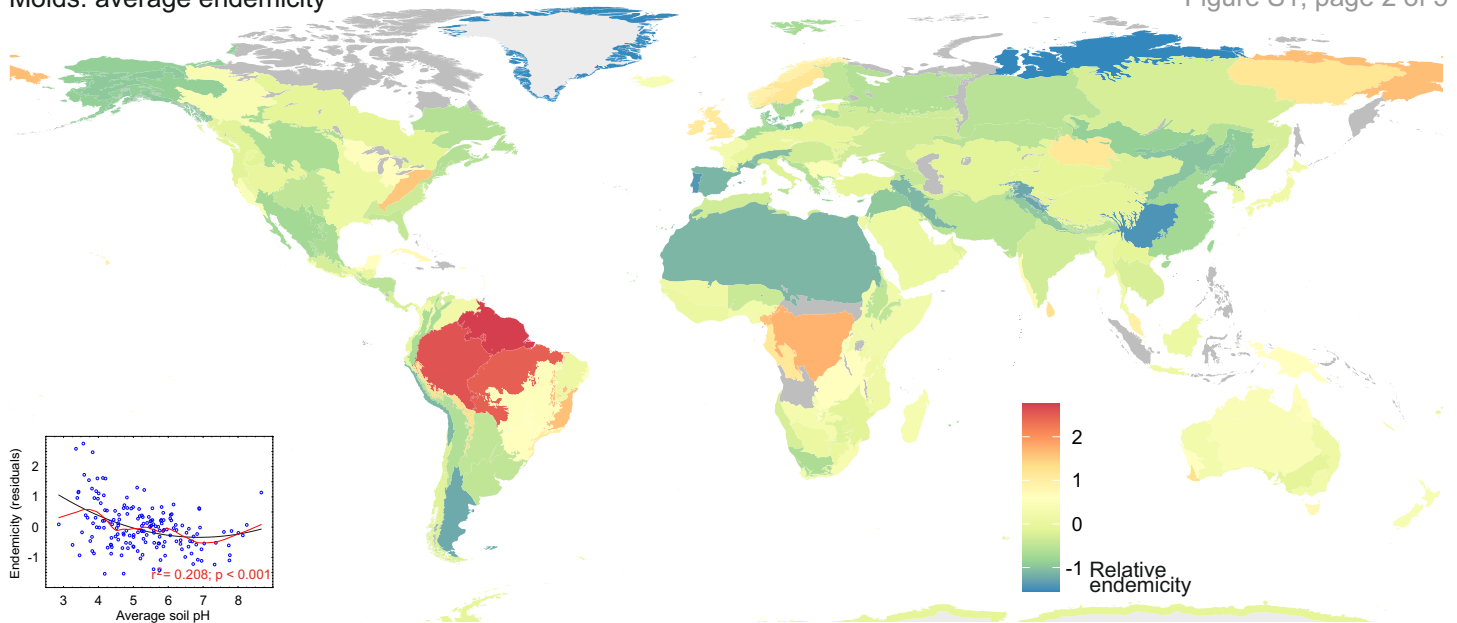 Molds: average endemicity
Figure S1, page 2 of 5
2
1
0
-1
Relative
endemicity
Endemicity (residuals)
2
1
0
-1
r² = 0.208; p < 0.001
3 4 5 6 7 8
Average soil pH